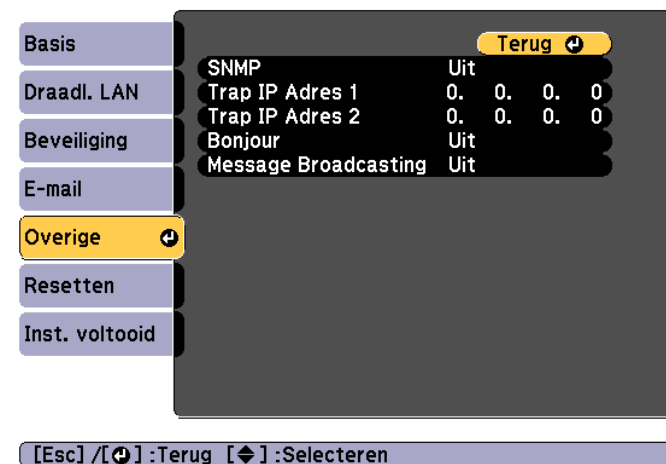 Basis
Draadl. LAN
Beveiliging
E-mail
Overige
Resetten
Inst. voltooid
Terug
SNMP Uit
Trap IP Adres 1 0. 0. 0. 0
Trap IP Adres 2 0. 0. 0. 0
Bonjour Uit
Message Broadcasting Uit
[Esc] /[⏎] :Terug [◆] :Selecteren